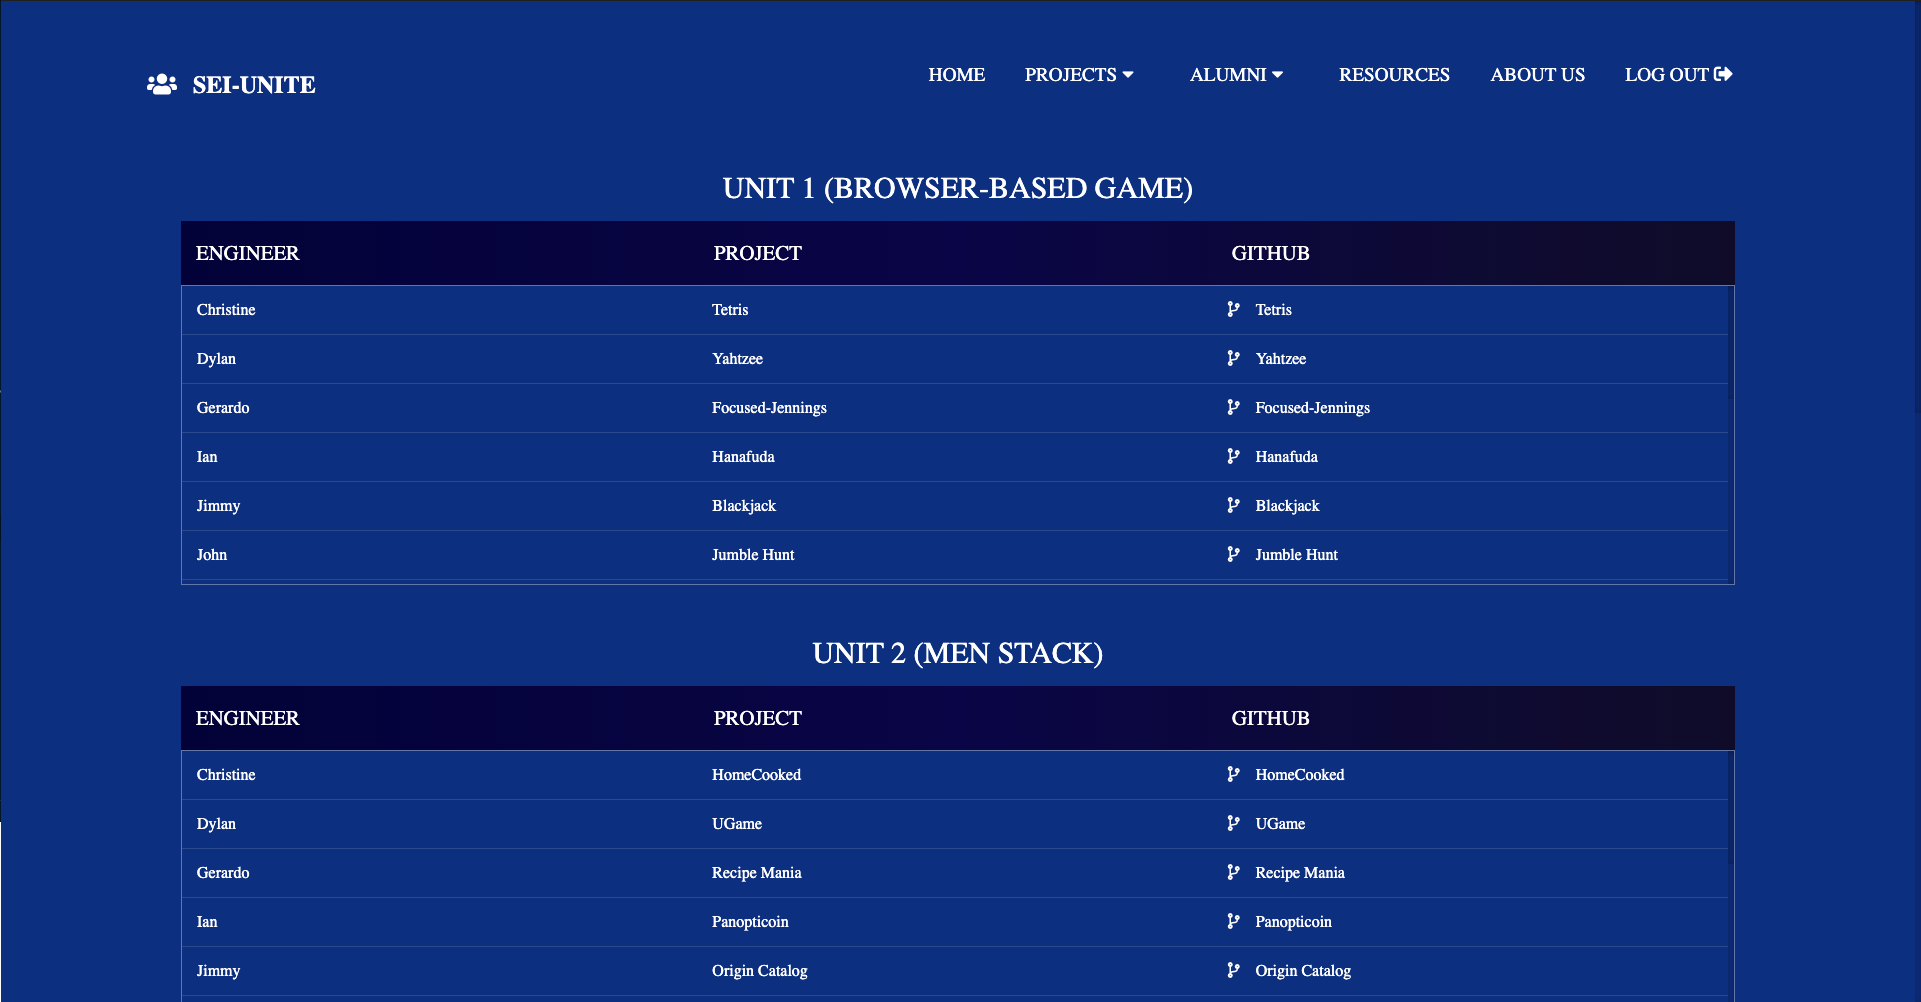 SEI-UNITE
HOME PROJECTS ALUMNI RESOURCES ABOUT US LOG OUT
UNIT 1 (BROWSER-BASED GAME)
ENGINEER PROJECT GITHUB
Christine Tetris Tetris
Dylan Yahtzee Yahtzee
Gerardo Focused-Jennings Focused-Jennings
Ian Hanafuda Hanafuda
Jimmy Blackjack Blackjack
John Jumble Hunt Jumble Hunt
UNIT 2 (MEN STACK)
ENGINEER PROJECT GITHUB
Christine HomeCooked HomeCooked
Dylan UGame UGame
Gerardo Recipe Mania Recipe Mania
Ian Panopticoin Panopticoin
Jimmy Origin Catalog Origin Catalog